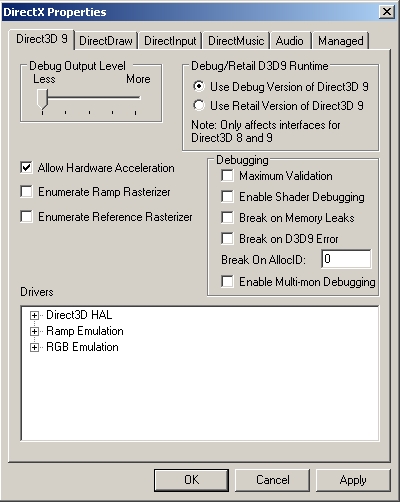 DirectX Properties
Direct3D 9
DirectDraw
DirectInput
DirectMusic
Audio
Managed
Debug Output Level
Less
More
Debug/Retail D3D9 Runtime
Use Debug Version of Direct3D 9
Use Retail Version of Direct3D 9
Note: Only affects interfaces for
Direct3D 8 and 9
Allow Hardware Acceleration
Enumerate Ramp Rasterizer
Enumerate Reference Rasterizer
Debugging
Maximum Validation
Enable Shader Debugging
Break on Memory Leaks
Break on D3D9 Error
Break On AllocID: 0
Enable Multi-mon Debugging
Drivers
Direct3D HAL
Ramp Emulation
RGB Emulation
OK
Cancel
Apply